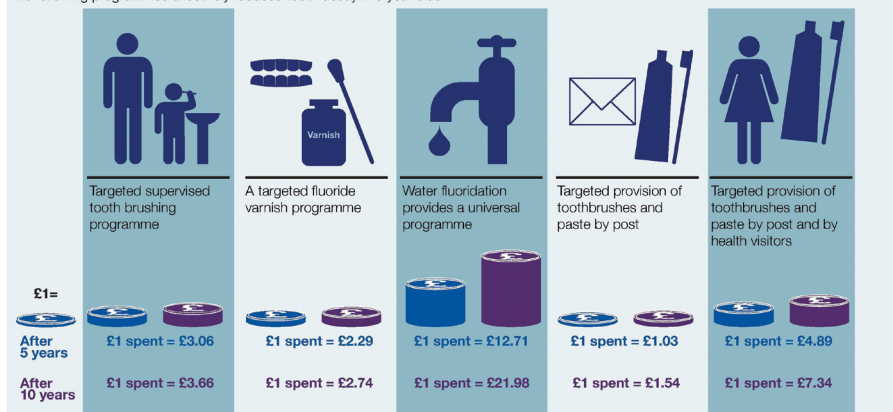 Varnish
Targeted supervised
tooth brushing
programme
A targeted fluoride
varnish programme
Water fluoridation
provides a universal
programme
Targeted provision of
toothbrushes and
paste by post
Targeted provision of
toothbrushes and
paste by post and by
health visitors
£1=
£
£
£
£
£
£
£
£
£
£
£
After
5 years
£1 spent = £3.06
£1 spent = £2.29
£1 spent = £12.71
£1 spent = £1.03
£1 spent = £4.89
After
10 years
£1 spent = £3.66
£1 spent = £2.74
£1 spent = £21.98
£1 spent = £1.54
£1 spent = £7.34